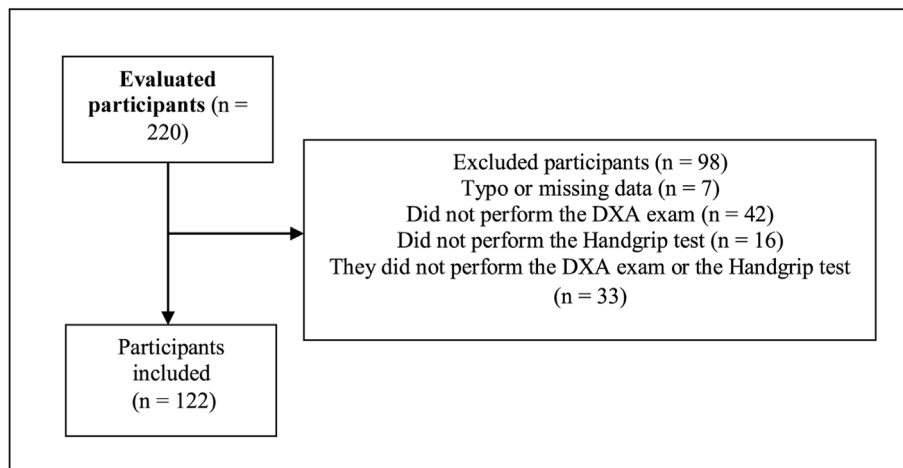 Evaluated
participants (n =
220)
Excluded participants (n = 98)
Typo or missing data (n = 7)
Did not perform the DXA exam (n = 42)
Did not perform the Handgrip test (n = 16)
They did not perform the DXA exam or the Handgrip test
(n = 33)
Participants
included
(n = 122)